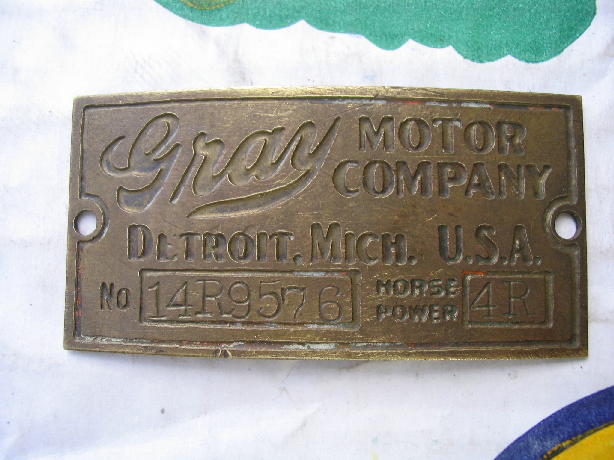 Gray MOTOR COMPANY
DETROIT, MICH. U.S.A.
No 14R9576 HORSE POWER 4R